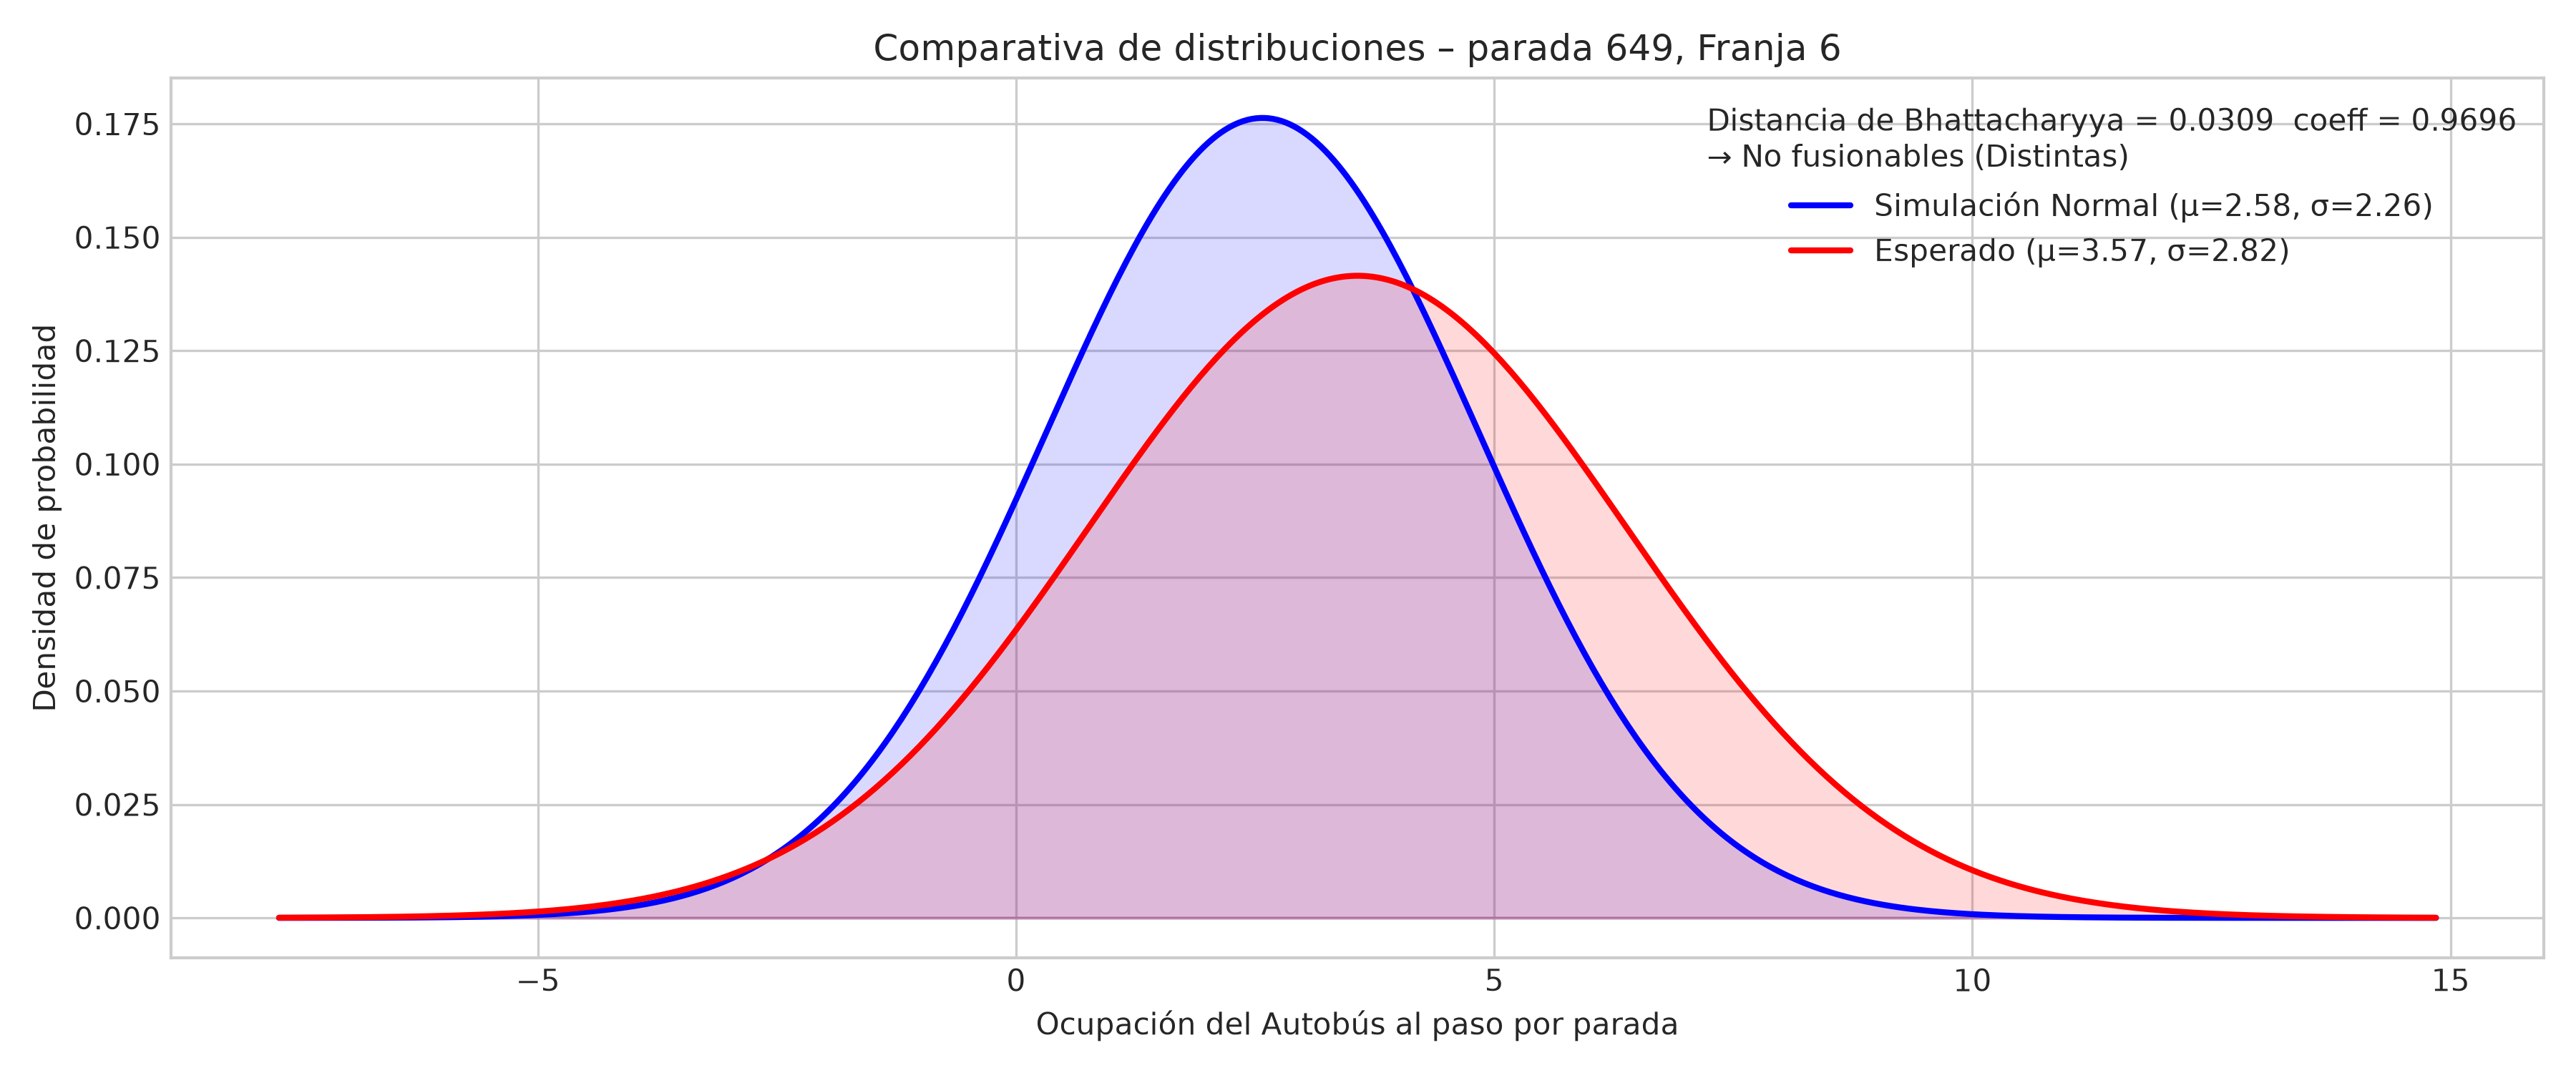 Comparativa de distribuciones – parada 649, Franja 6
Distancia de Bhattacharyya = 0.0309  coeff = 0.9696
→ No fusionables (Distintas)
Simulación Normal (μ=2.58, σ=2.26)
Esperado (μ=3.57, σ=2.82)
Densidad de probabilidad
0.175
0.150
0.125
0.100
0.075
0.050
0.025
0.000
−5 0 5 10 15
Ocupación del Autobús al paso por parada